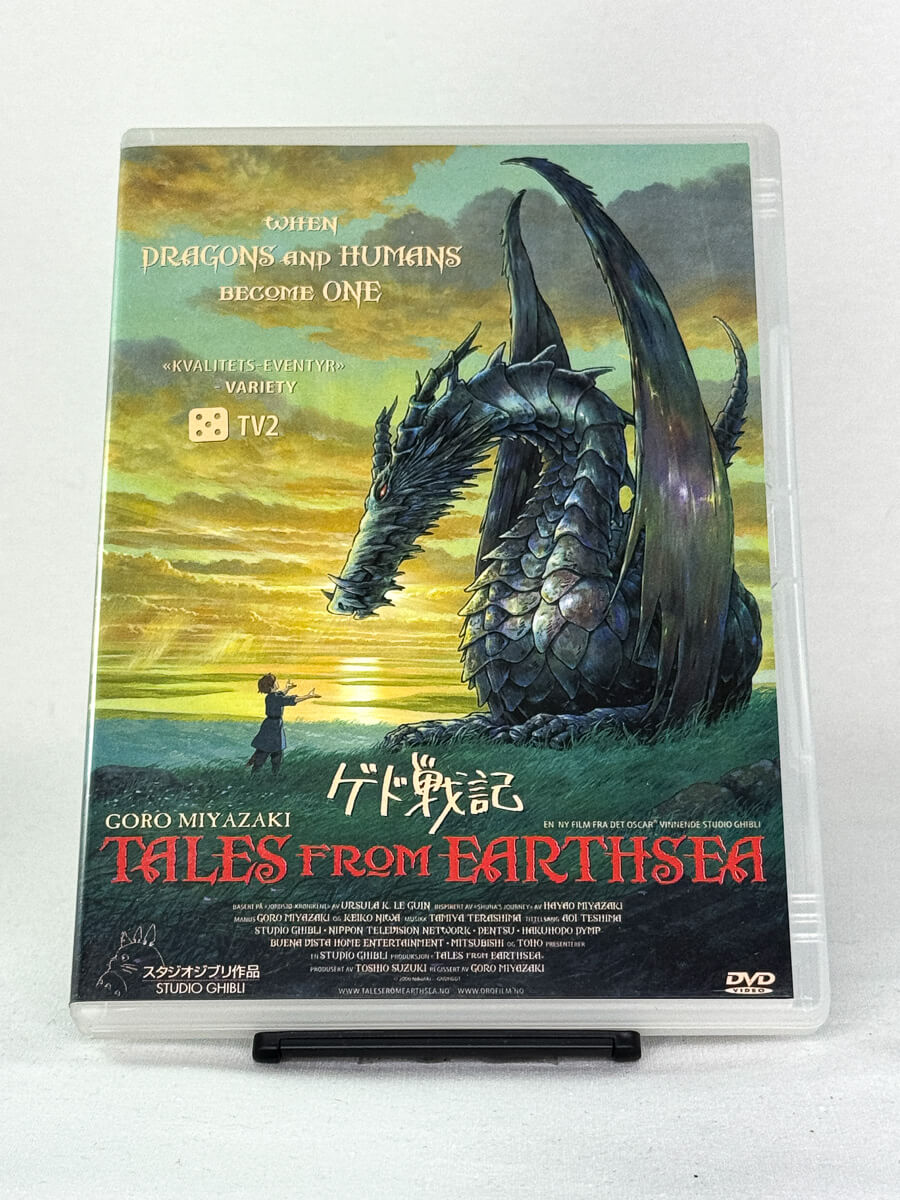 WHEN
DRAGONS AND HUMANS
BECOME ONE
«KVALITETS-EVENTYR»
- VARIETY
TV2
ゲド戦記
GORO MIYAZAKI
EN NY FILM FRA DET OSCAR™ VINNENDE STUDIO GHIBLI
TALES FROM EARTHSEA
BASERT PÅ «JORDSJØ-KRØNIKENE» AV URSULA K. LE GUIN INSPIRERT AV «SHUNA'S JOURNEY» AV HAYAO MIYAZAKI
MANUS GORO MIYAZAKI OG KEIKO NIWA MUSIKK TAMIYA TERASHIMA TITTELSANG AOI TESHIMA
STUDIO GHIBLI · NIPPON TELEVISION NETWORK · DENTSU · HAKUHODO DYMP
BUENA VISTA HOME ENTERTAINMENT · MITSUBISHI OG TOHO PRESENTERER
EN STUDIO GHIBLI PRODUKSJON «TALES FROM EARTHSEA»
PRODUSERT AV TOSHIO SUZUKI REGISSERT AV GORO MIYAZAKI
© 2006
WWW.TALESFROMEARTHSEA.NO WWW.OROFILM.NO
スタジオジブリ作品
STUDIO GHIBLI
DVD
VIDEO